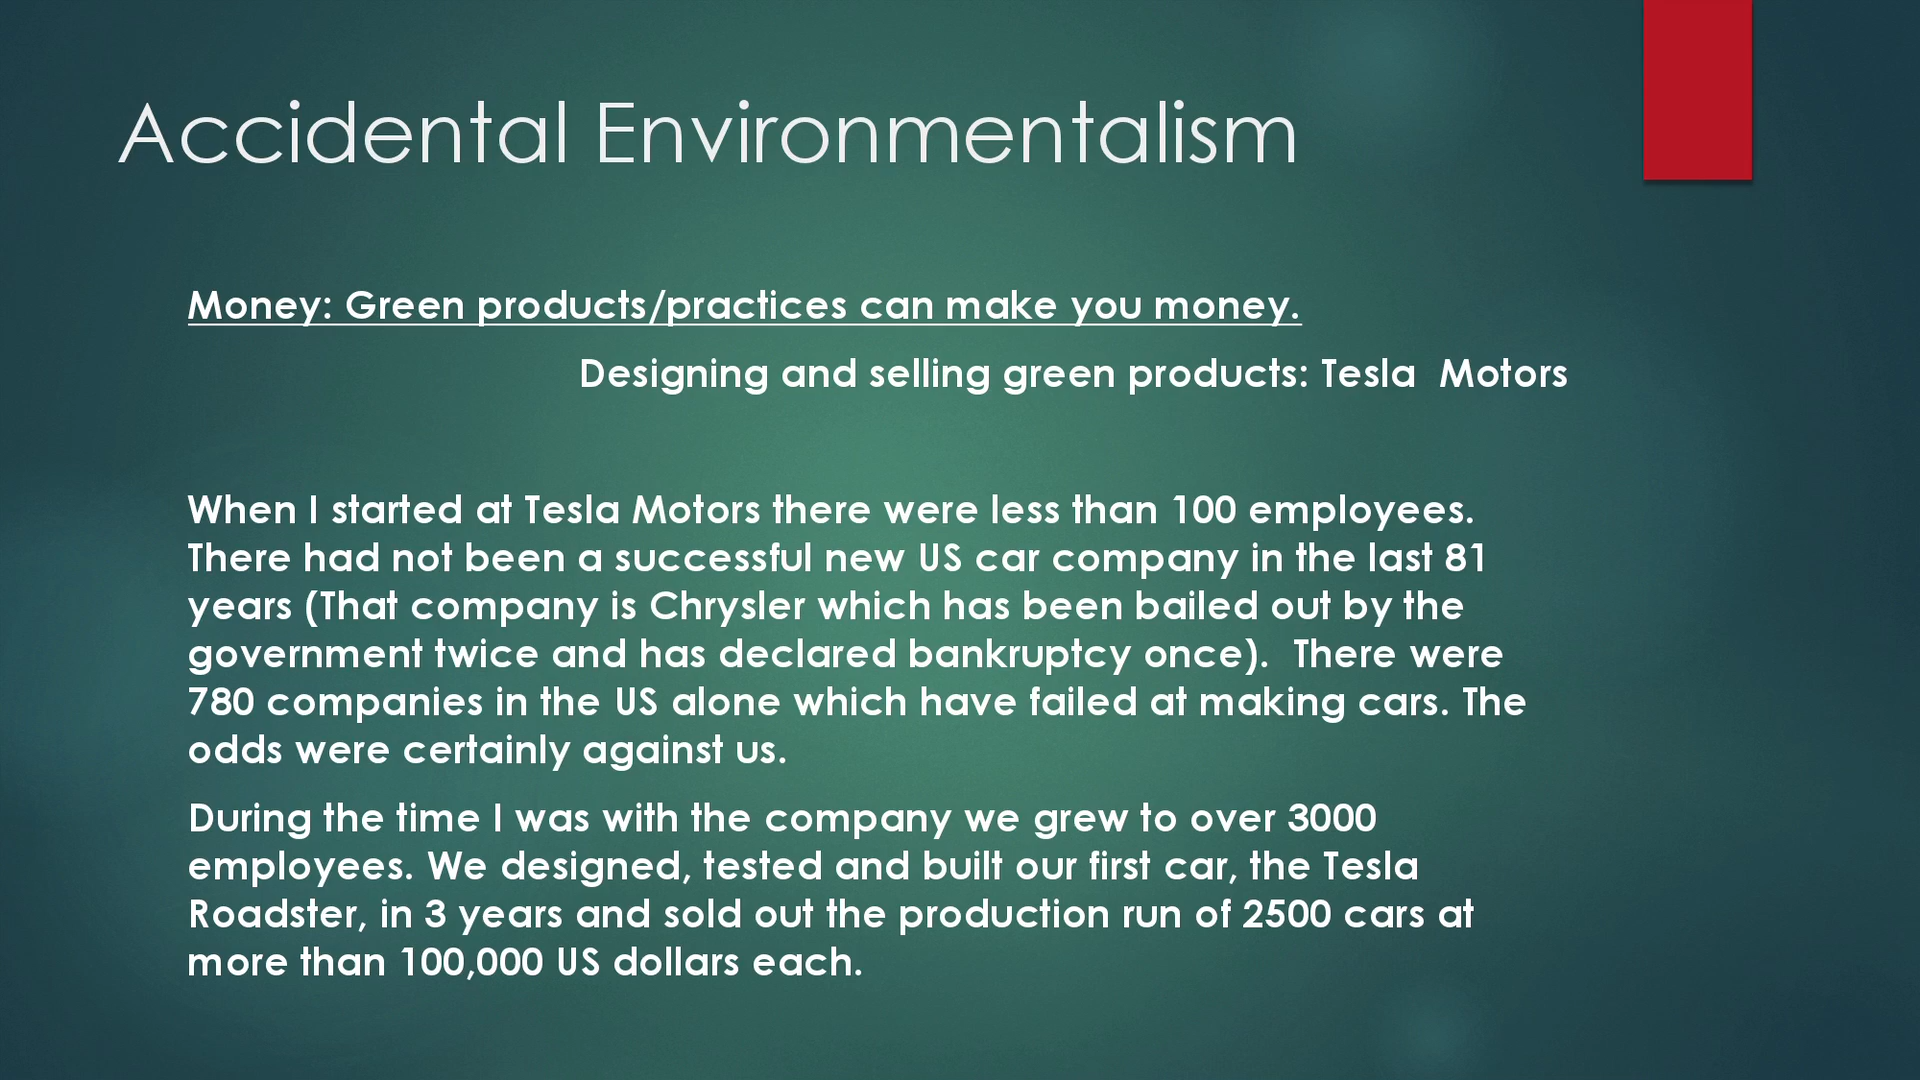 Accidental Environmentalism
Money: Green products/practices can make you money.
Designing and selling green products: Tesla  Motors
When I started at Tesla Motors there were less than 100 employees.
There had not been a successful new US car company in the last 81
years (That company is Chrysler which has been bailed out by the
government twice and has declared bankruptcy once).  There were
780 companies in the US alone which have failed at making cars. The
odds were certainly against us.
During the time I was with the company we grew to over 3000
employees. We designed, tested and built our first car, the Tesla
Roadster, in 3 years and sold out the production run of 2500 cars at
more than 100,000 US dollars each.